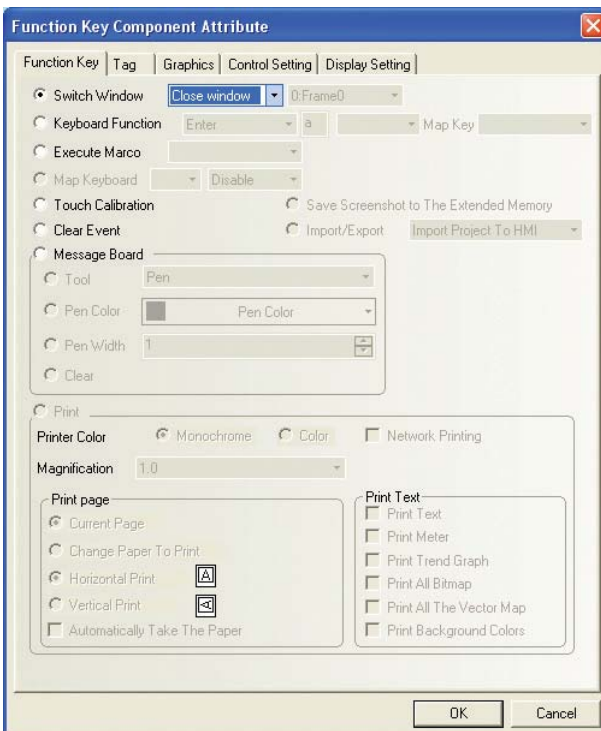 Function Key Component Attribute
Function Key Tag Graphics Control Setting Display Setting
Switch Window Close window 0:Frame0
Keyboard Function Enter a Map Key
Execute Marco
Map Keyboard Disable
Touch Calibration Save Screenshot to The Extended Memory
Clear Event Import/Export Import Project To HMI
Message Board
Tool Pen
Pen Color Pen Color
Pen Width 1
Clear
Print
Printer Color Monochrome Color Network Printing
Magnification 1.0
Print page
Current Page
Change Paper To Print
Horizontal Print A
Vertical Print A
Automatically Take The Paper
Print Text
Print Text
Print Meter
Print Trend Graph
Print All Bitmap
Print All The Vector Map
Print Background Colors
OK Cancel